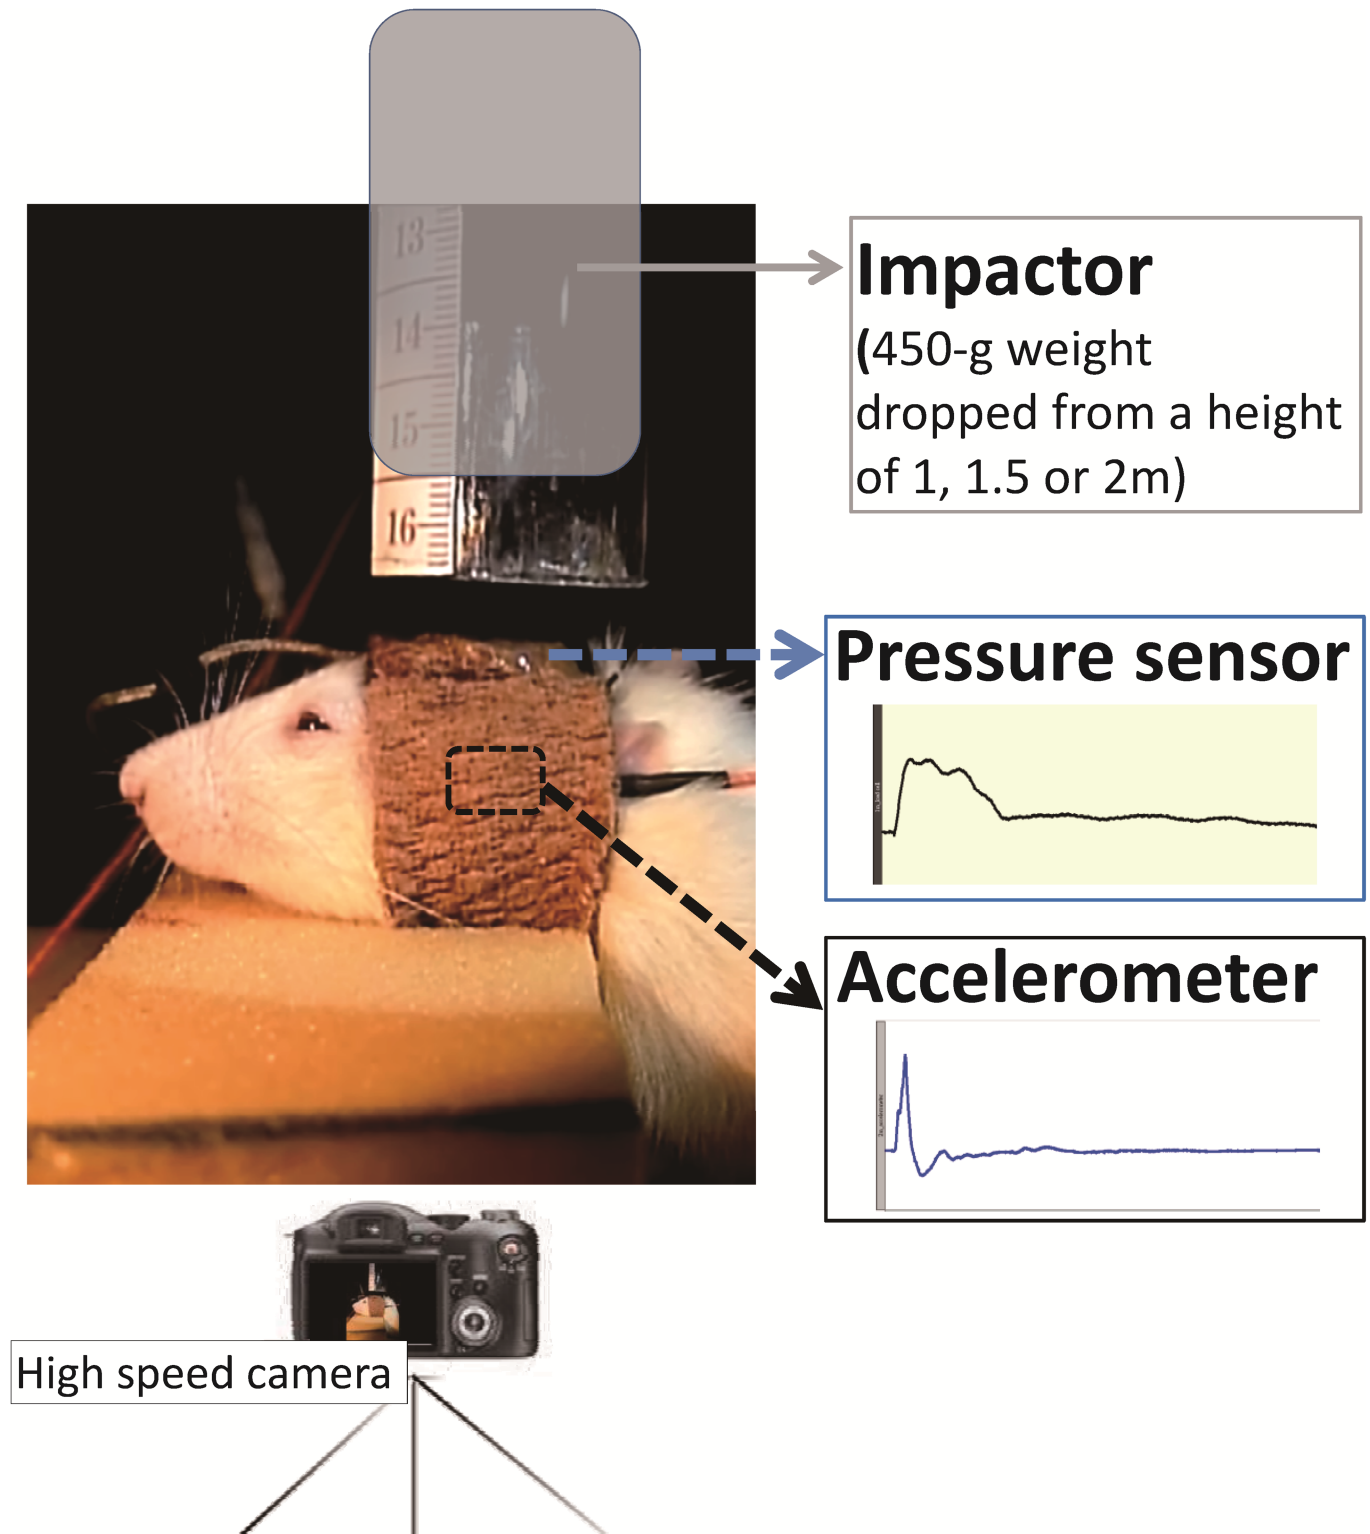 13
14
15
16
Impactor
(450-g weight
dropped from a height
of 1, 1.5 or 2m)
Pressure sensor
Accelerometer
High speed camera